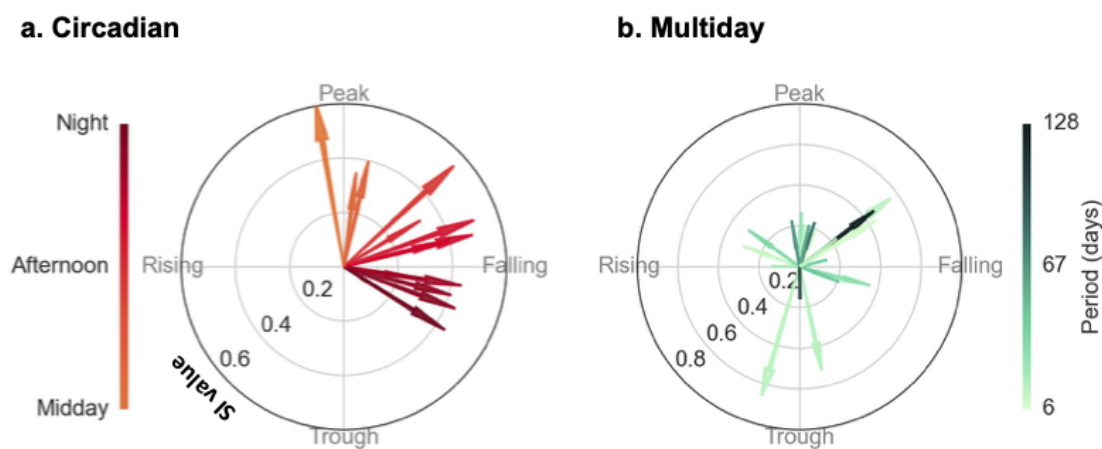 a. Circadian
b. Multiday
Night
Afternoon
Midday
Peak
Rising
Falling
Trough
0.2
0.4
0.6
SI value
Peak
Rising
Falling
Trough
0.2
0.4
0.6
0.8
128
67
6
Period (days)